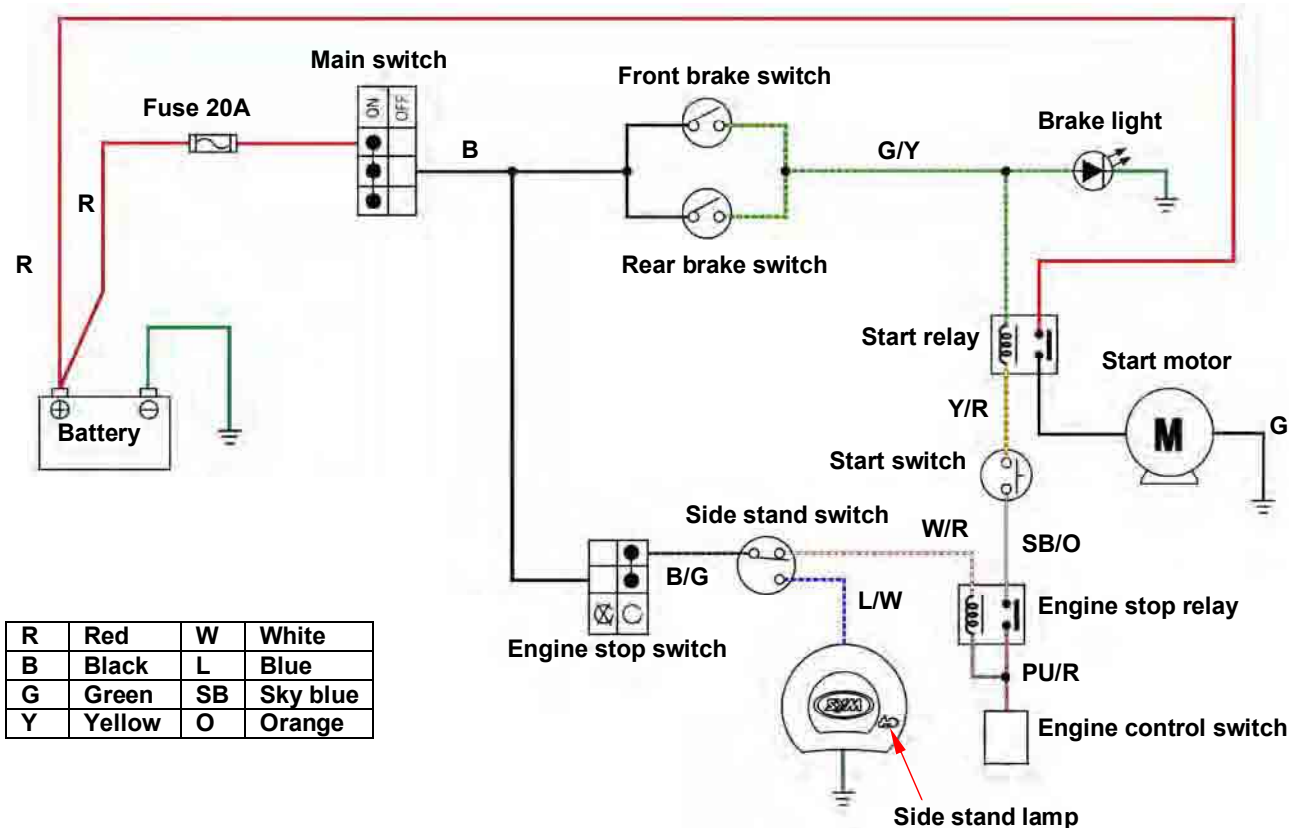 Main switch
Fuse 20A
ON OFF
Front brake switch
Brake light
B
G/Y
R
R
Rear brake switch
Start relay
Start motor
Battery
Y/R
M
G
Start switch
Side stand switch
W/R
SB/O
B/G
L/W
Engine stop relay
Engine stop switch
PU/R
SYM
Engine control switch
Side stand lamp
R Red W White
B Black L Blue
G Green SB Sky blue
Y Yellow O Orange